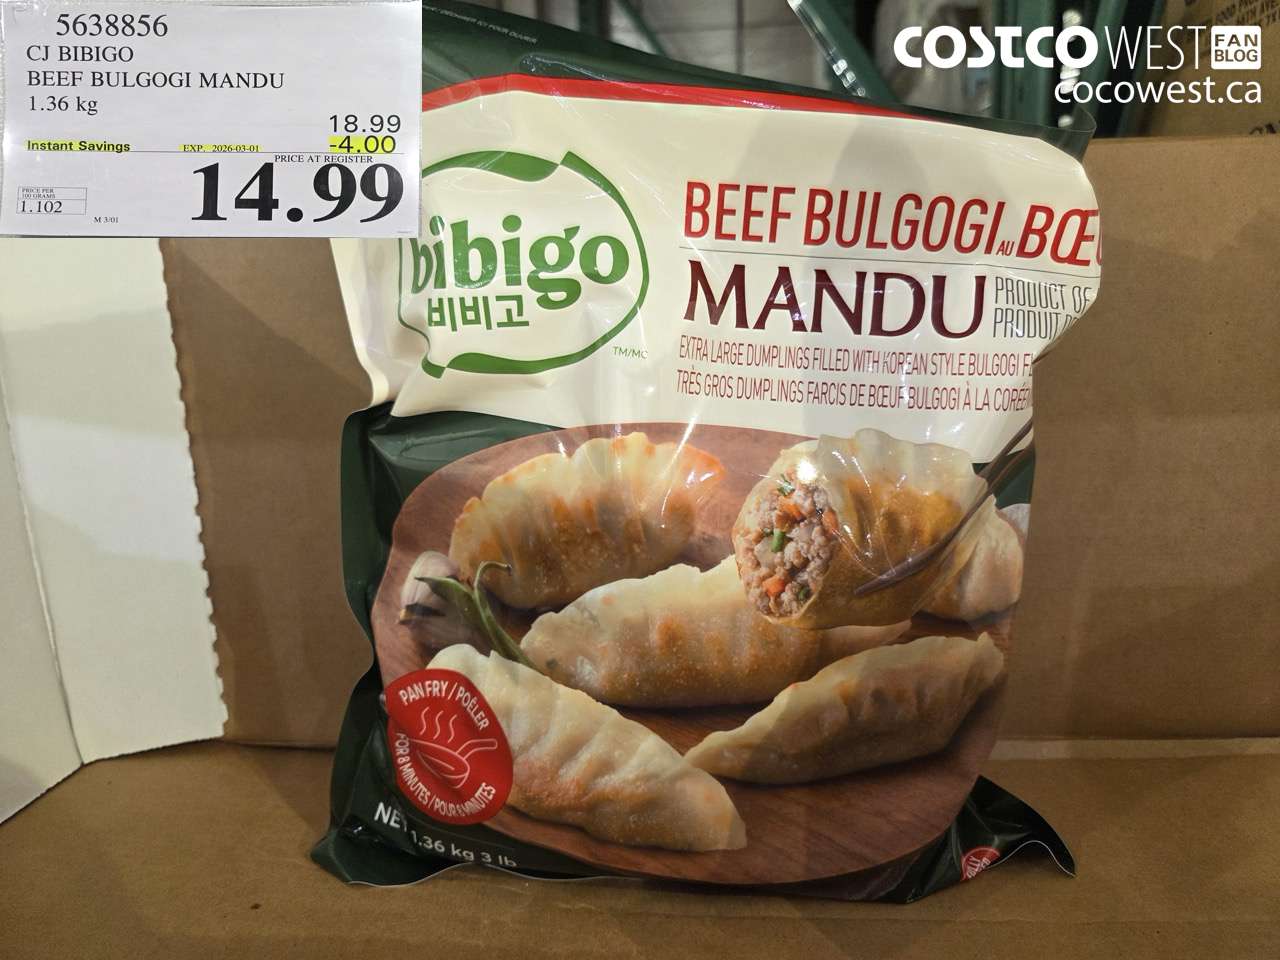 5638856
CJ BIBIGO
BEEF BULGOGI MANDU
1.36 kg
18.99
Instant Savings EXP. 2026-03-01 -4.00
PRICE AT REGISTER
14.99
PRICE PER
100 GRAMS
1.102
M 3/01
COSTCO WEST FAN BLOG
cocowest.ca
bibigo
비비고
TM/MC
BEEF BULGOGI AU
MANDU PRODUCT OF
PRODUIT
EXTRA LARGE DUMPLINGS FILLED WITH KOREAN STYLE BULGOGI
TRÈS GROS DUMPLINGS FARCIS DE BŒUF BULGOGI À LA
PAN FRY / POÊLER
FOR 8 MINUTES / POUR 8 MINUTES
1.36 kg 3 lb